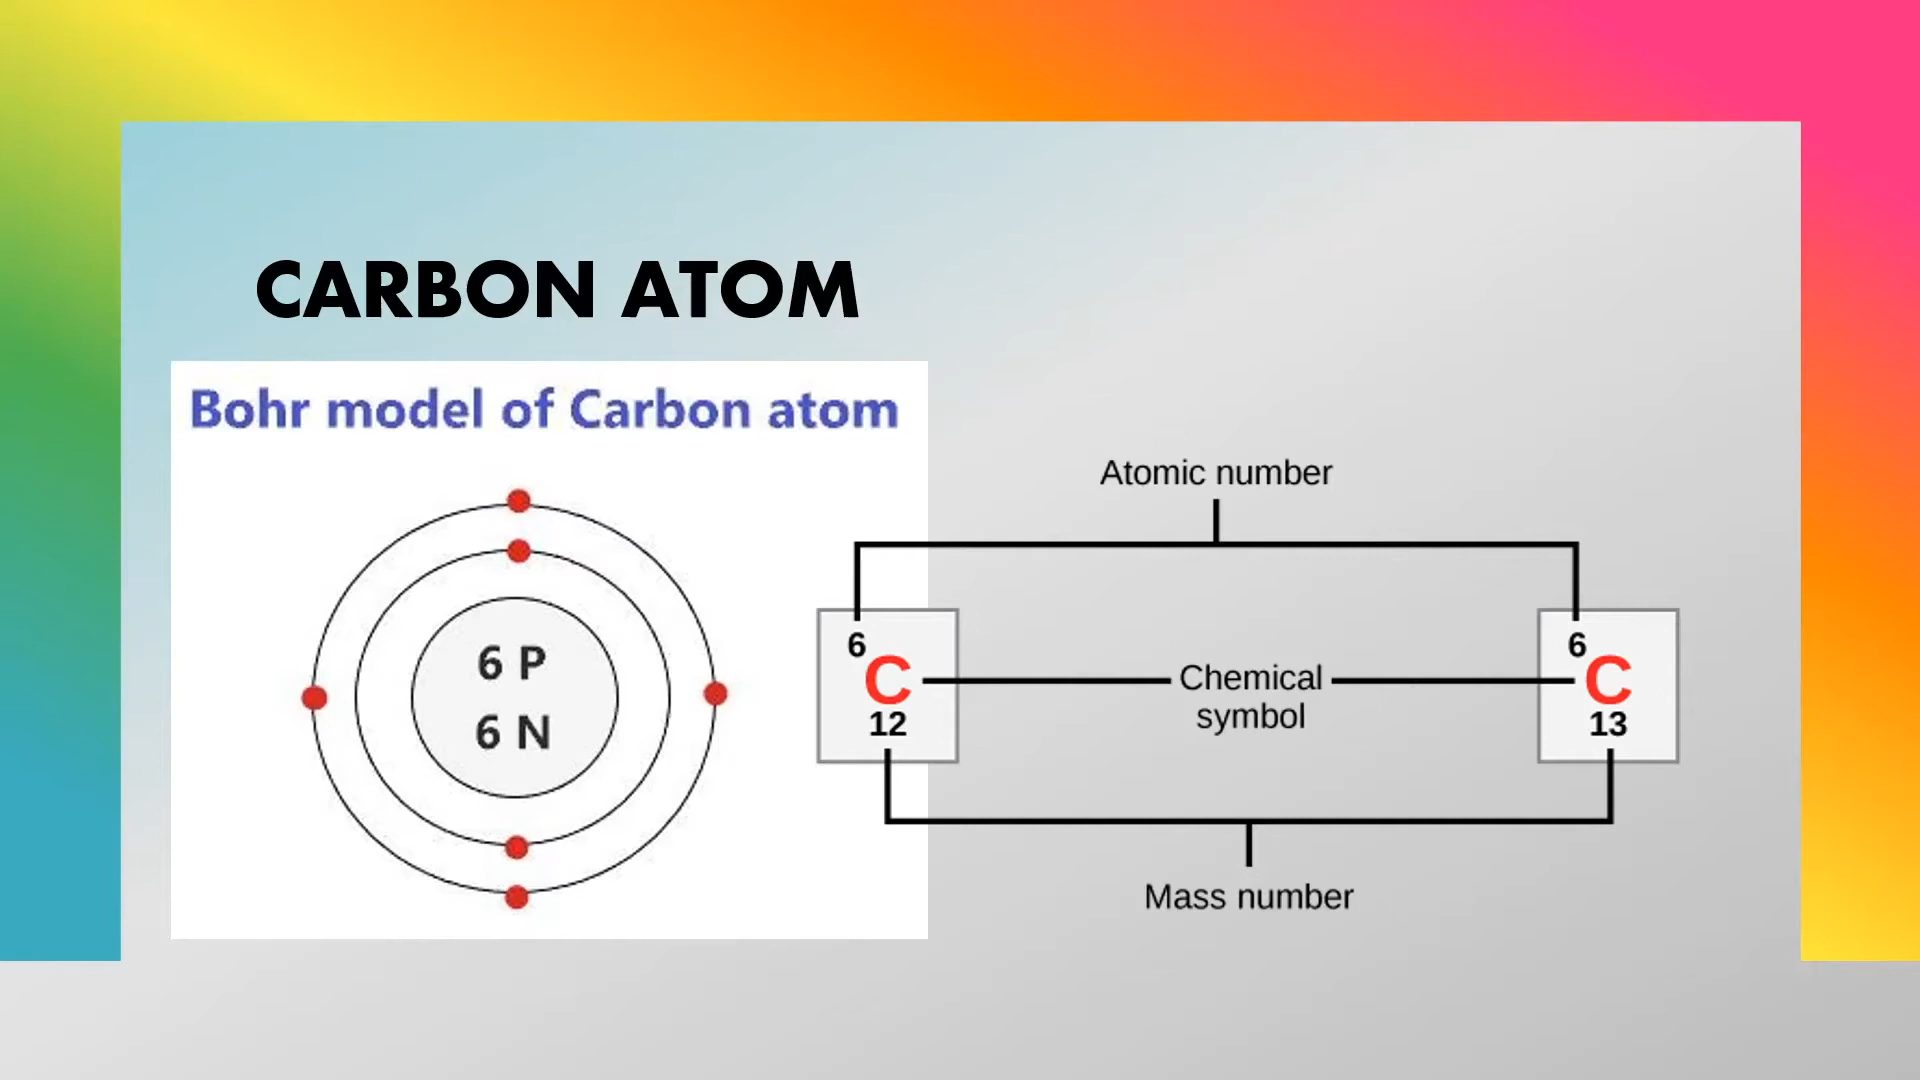 CARBON ATOM
Bohr model of Carbon atom
6 P
6 N
Atomic number
6
C
12
Chemical
symbol
6
C
13
Mass number